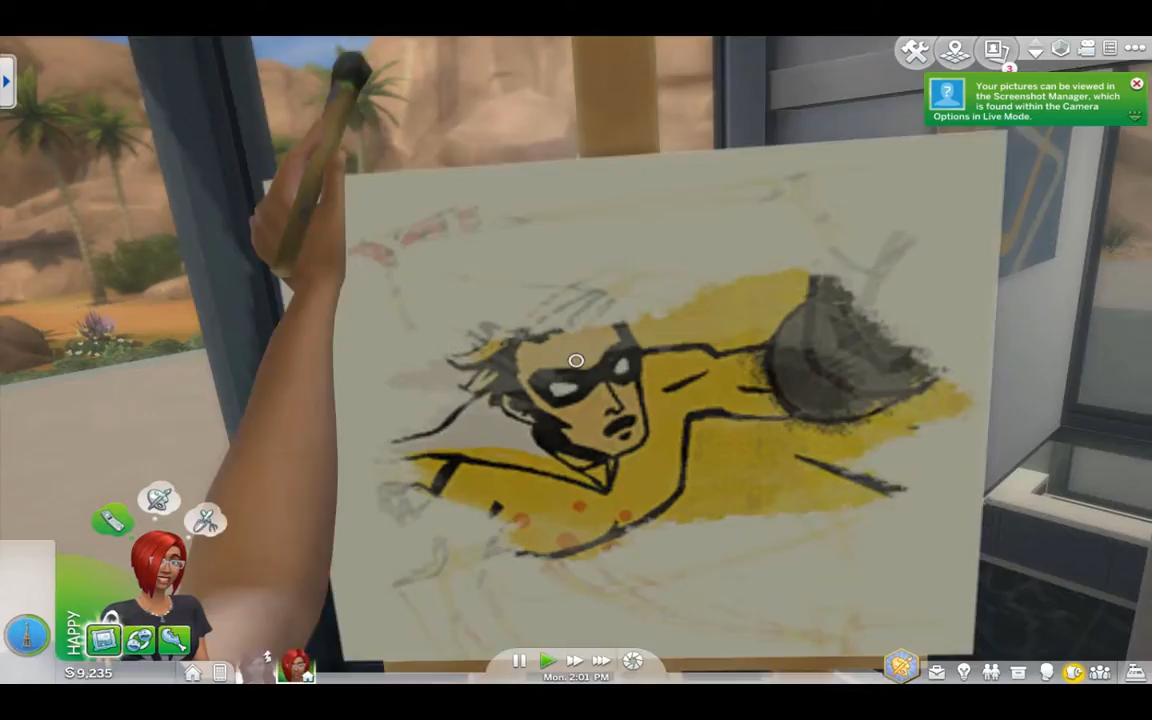 3
Your pictures can be viewed in
the Screenshot Manager, which
is found within the Camera
Options in Live Mode.
HAPPY
$9,235
Mon. 2:01 PM